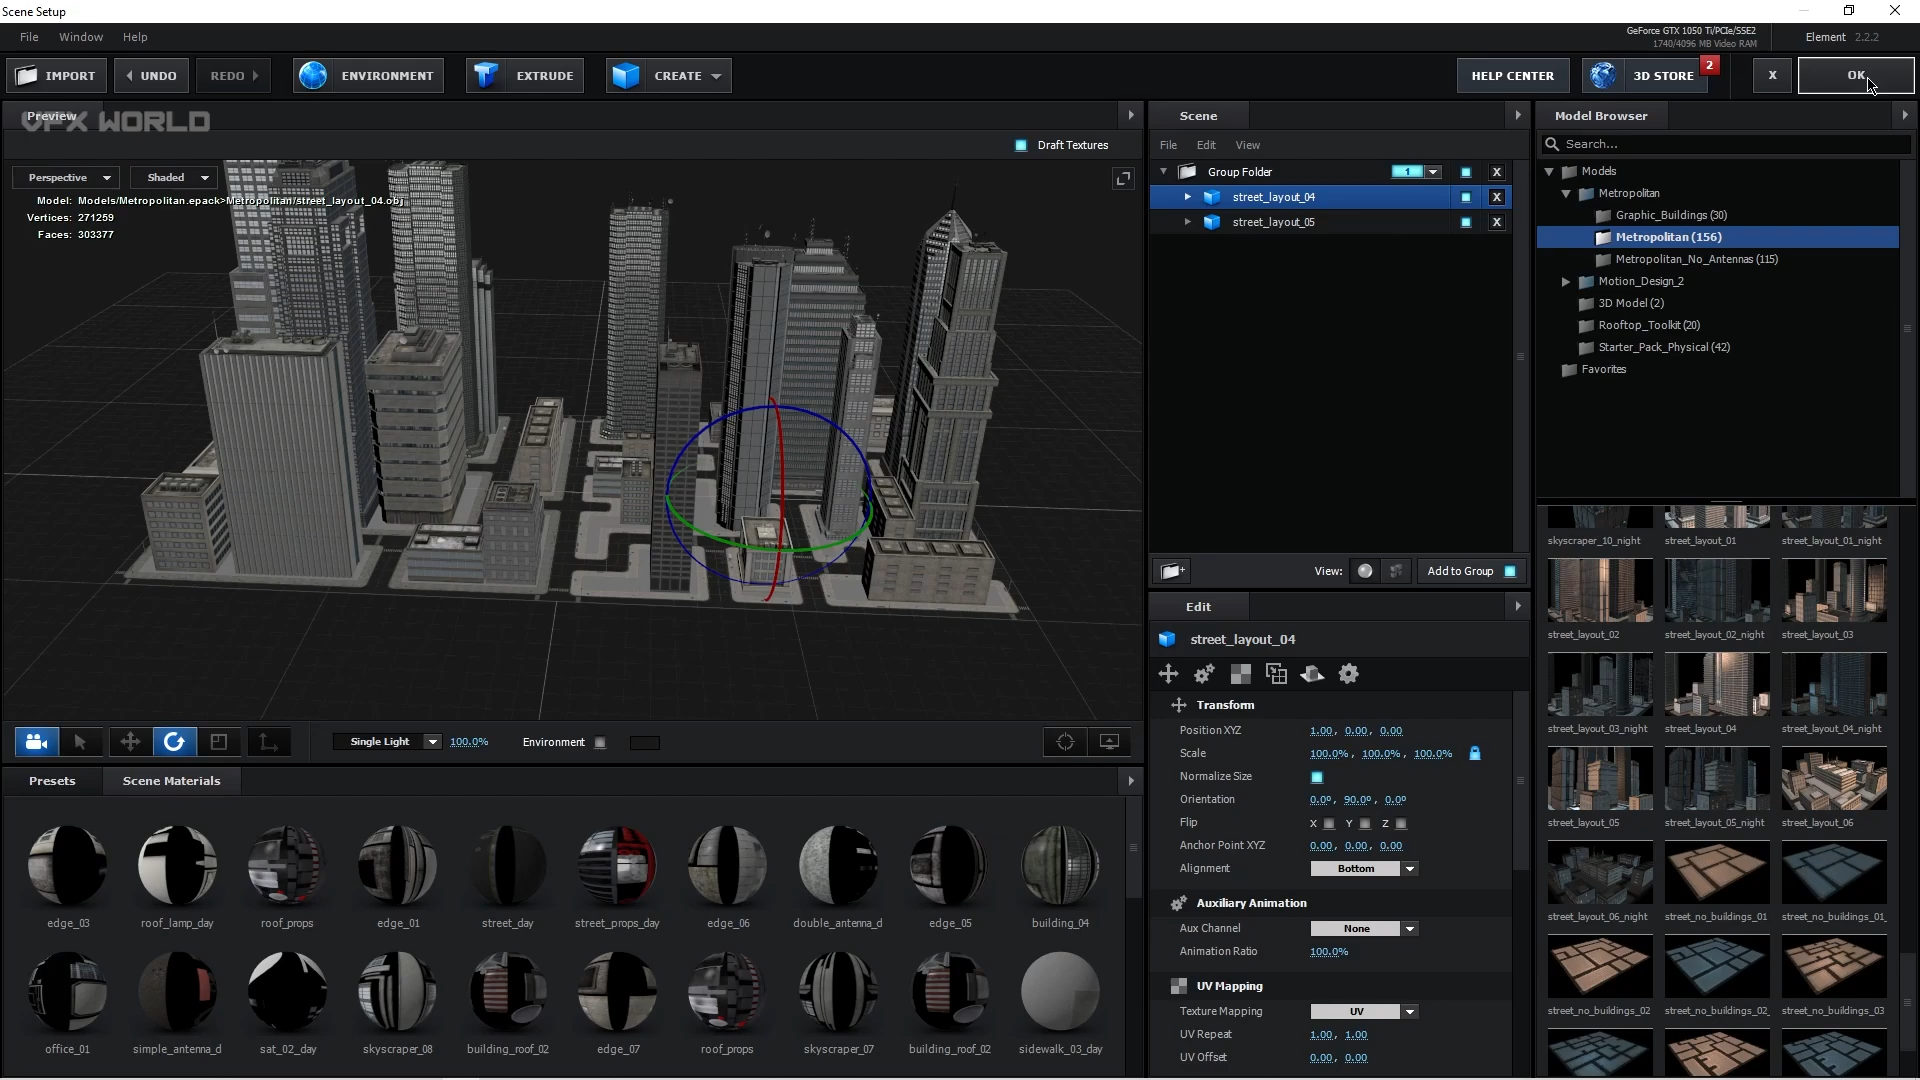 Scene Setup
File Window Help
GeForce GTX 1050 Ti/PCIe/SSE2
1740/4096 MB Video RAM
Element 2.2.2
IMPORT UNDO REDO ENVIRONMENT EXTRUDE CREATE HELP CENTER 3D STORE 2 X OK
Preview
VFX WORLD
Draft Textures
Perspective Shaded
Model: Models/Metropolitan.epack>Metropolitan/street_layout_04.obj
Vertices: 271259
Faces: 303377
Single Light 100.0% Environment
Presets Scene Materials
edge_03 roof_lamp_day roof_props edge_01 street_day street_props_day edge_06 double_antenna_d edge_05 building_04
office_01 simple_antenna_d sat_02_day skyscraper_08 building_roof_02 edge_07 roof_props skyscraper_07 building_roof_02 sidewalk_03_day
Scene
File Edit View
Group Folder 1 X
street_layout_04 X
street_layout_05 X
View: Add to Group
Edit
street_layout_04
Transform
Position XYZ 1.00, 0.00, 0.00
Scale 100.0%, 100.0%, 100.0%
Normalize Size
Orientation 0.0º, 90.0º, 0.0º
Flip X Y Z
Anchor Point XYZ 0.00, 0.00, 0.00
Alignment Bottom
Auxiliary Animation
Aux Channel None
Animation Ratio 100.0%
UV Mapping
Texture Mapping UV
UV Repeat 1.00, 1.00
UV Offset 0.00, 0.00
Model Browser
Search...
Models
Metropolitan
Graphic_Buildings (30)
Metropolitan (156)
Metropolitan_No_Antennas (115)
Motion_Design_2
3D Model (2)
Rooftop_Toolkit (20)
Starter_Pack_Physical (42)
Favorites
skyscraper_10_night street_layout_01 street_layout_01_night
street_layout_02 street_layout_02_night street_layout_03
street_layout_03_night street_layout_04 street_layout_04_night
street_layout_05 street_layout_05_night street_layout_06
street_layout_06_night street_no_buildings_01 street_no_buildings_01_
street_no_buildings_02 street_no_buildings_02_ street_no_buildings_03